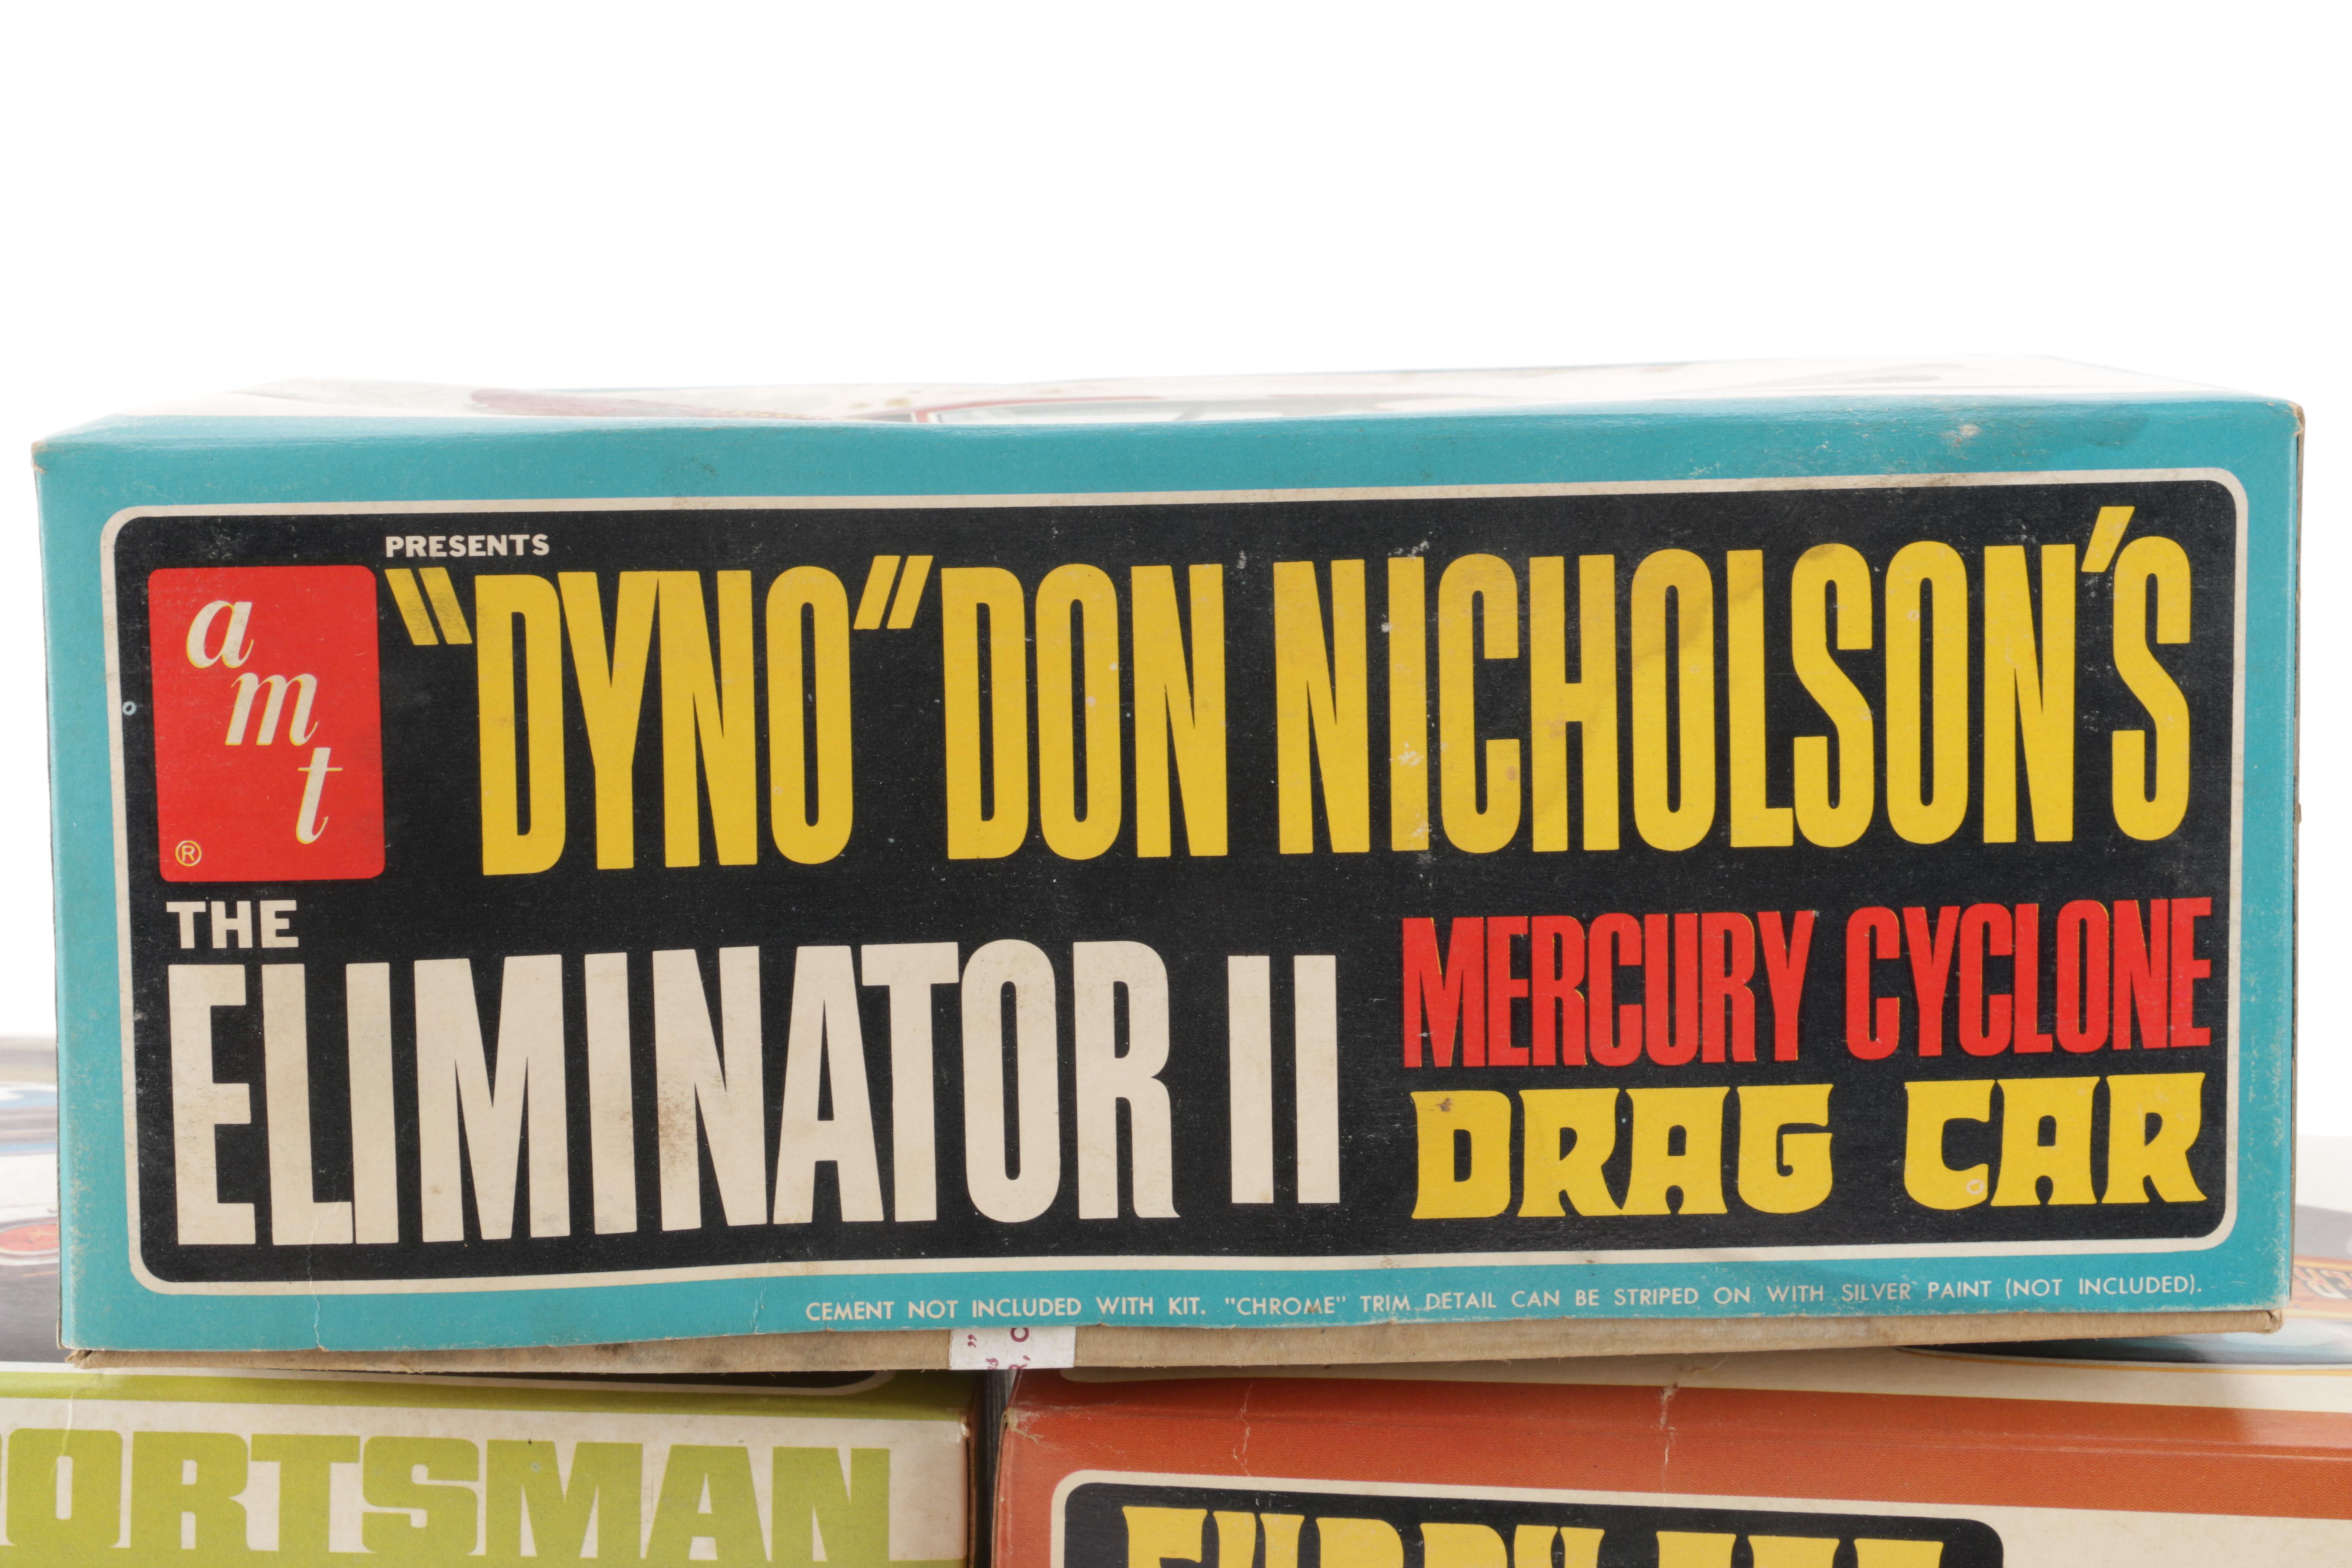 PRESENTS
amt
®
"DYNO" DON NICHOLSON'S
THE
ELIMINATOR II
MERCURY CYCLONE
DRAG CAR
CEMENT NOT INCLUDED WITH KIT. "CHROME" TRIM DETAIL CAN BE STRIPED ON WITH SILVER PAINT (NOT INCLUDED).
ORTSMAN